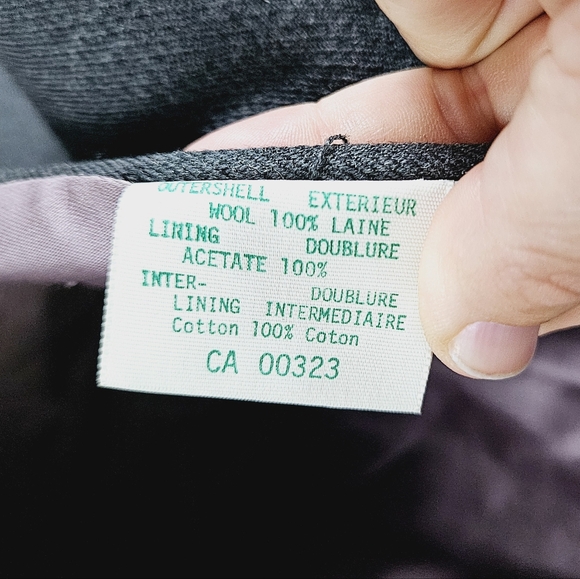 OUTERSHELL EXTERIEUR
WOOL 100% LAINE
LINING DOUBLURE
ACETATE 100%
INTER- DOUBLURE
LINING INTERMEDIAIRE
Cotton 100% Coton
CA 00323